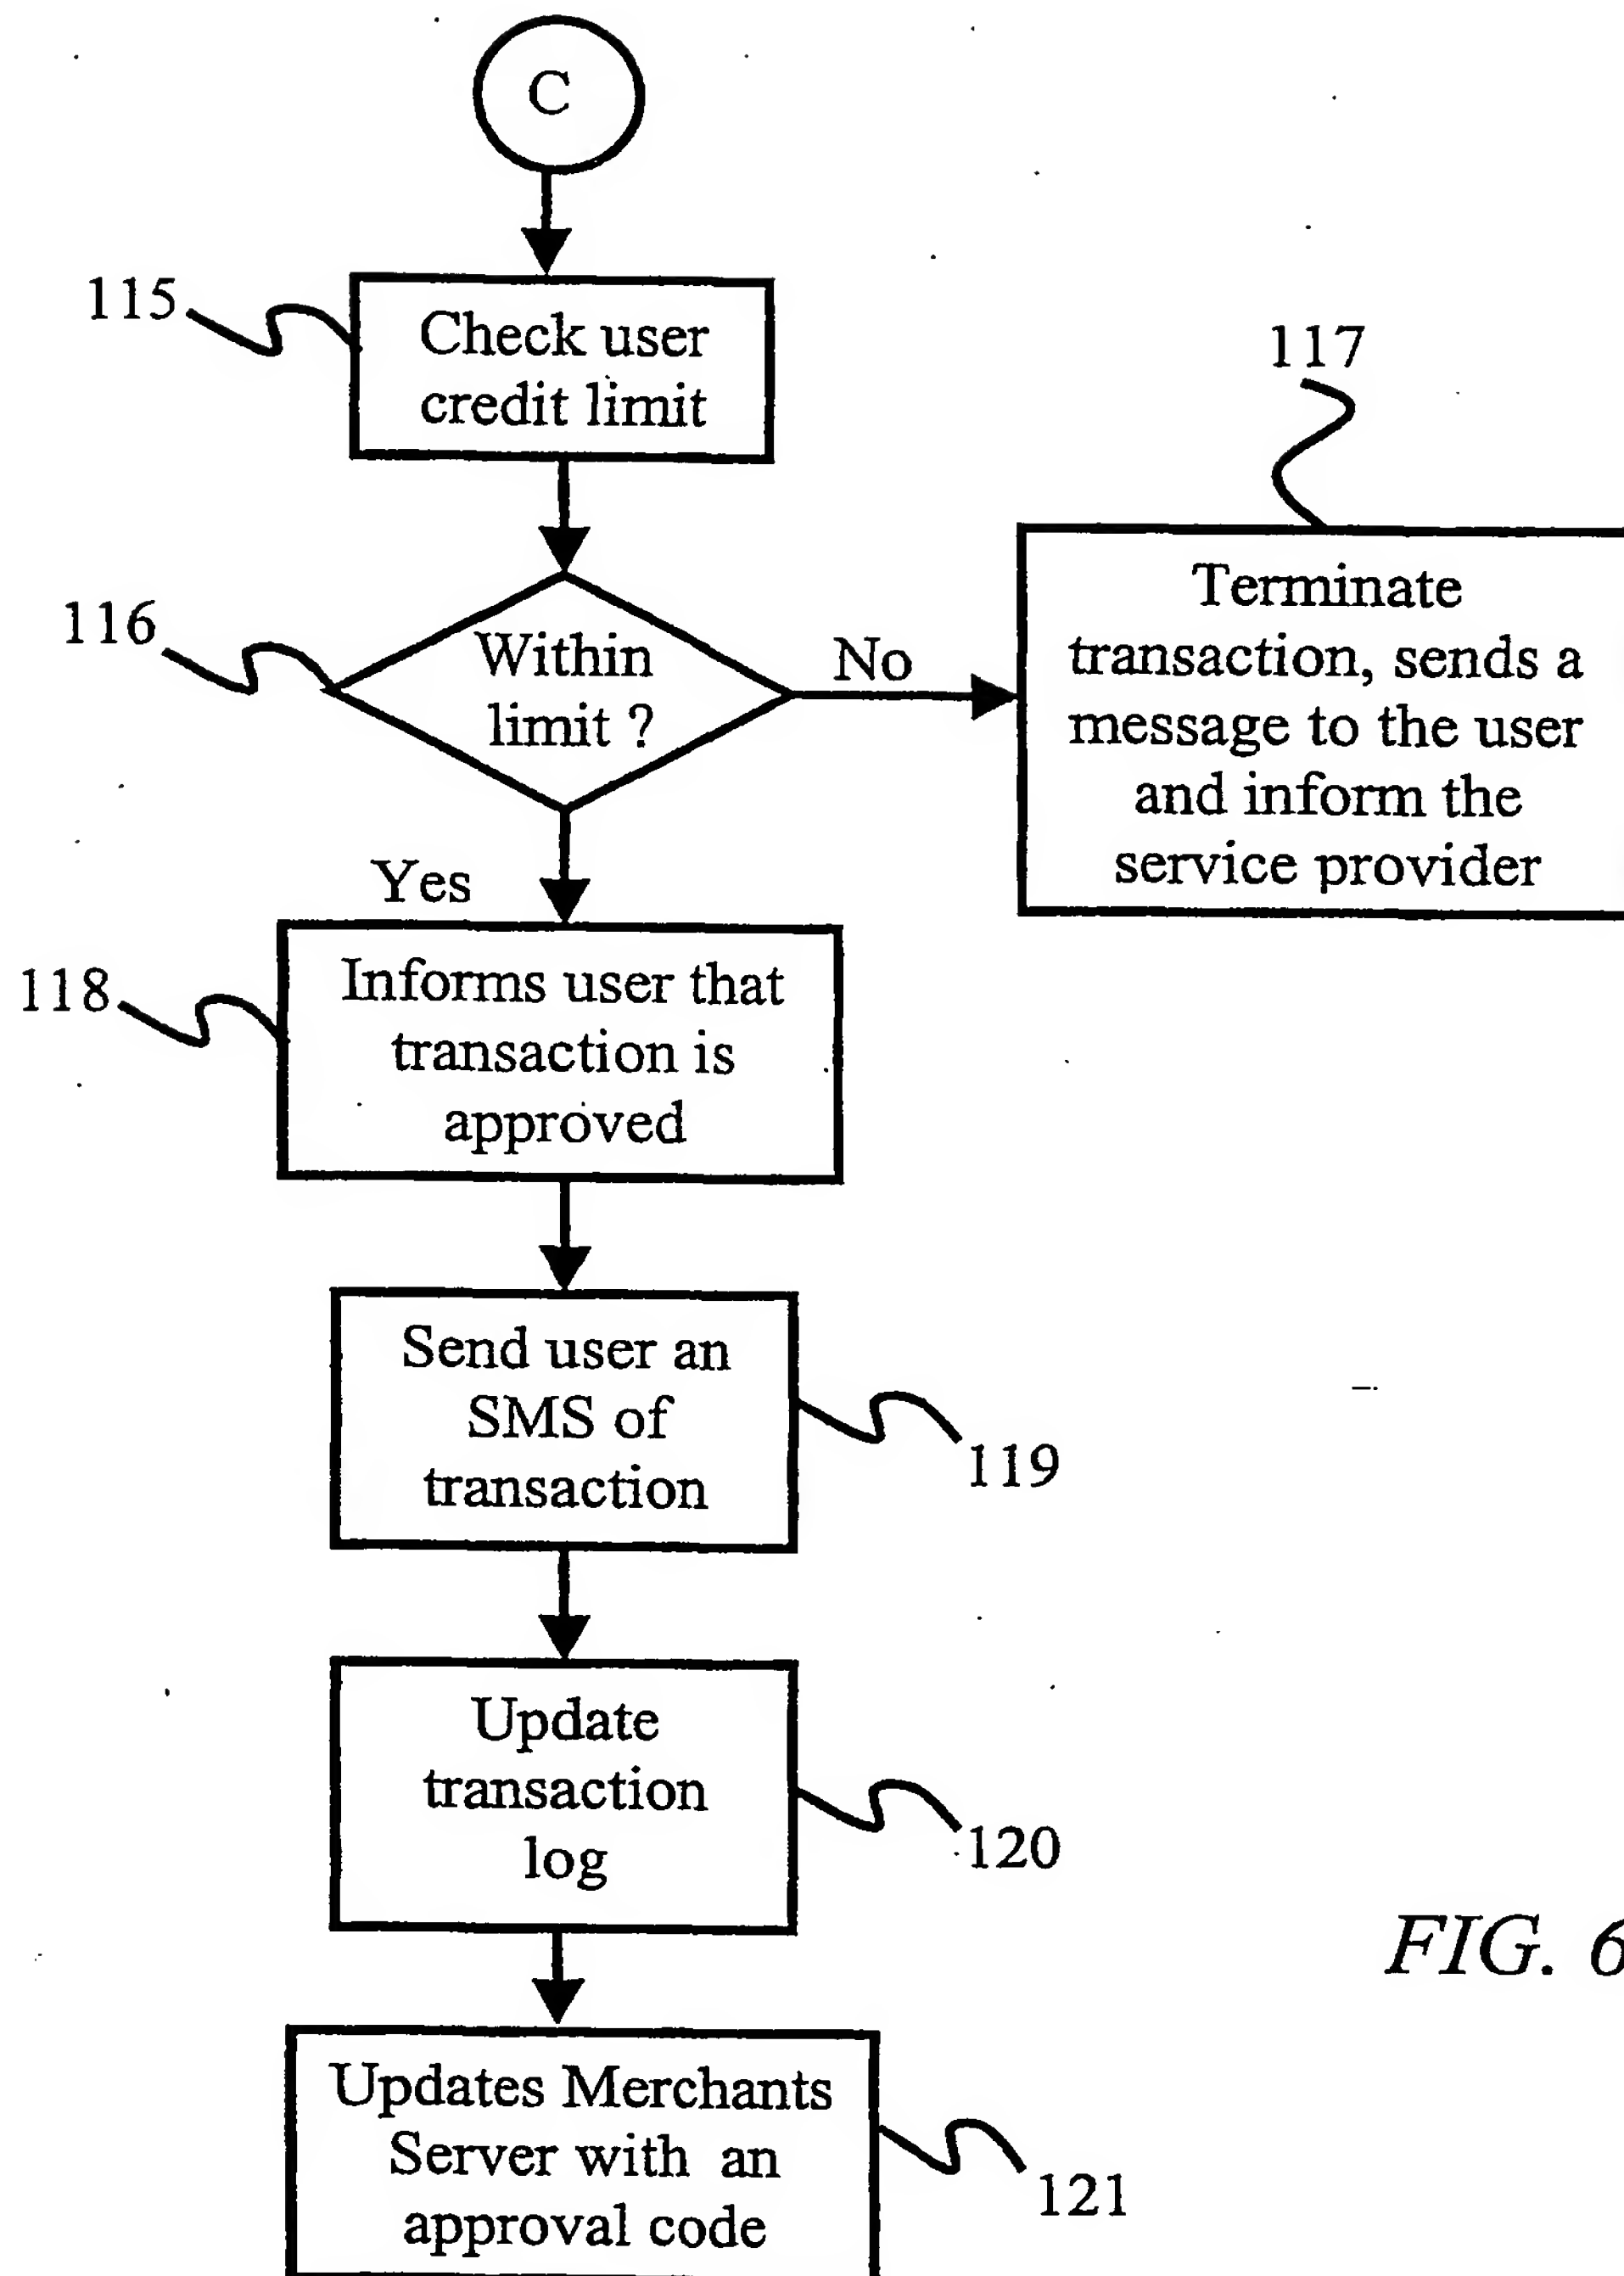 C
115
Check user
credit limit
117
116
Within
limit ?
No
Terminate
transaction, sends a
message to the user
and inform the
service provider
Yes
118
Informs user that
transaction is
approved
Send user an
SMS of
transaction
119
Update
transaction
log
120
FIG. 6
Updates Merchants
Server with an
approval code
121